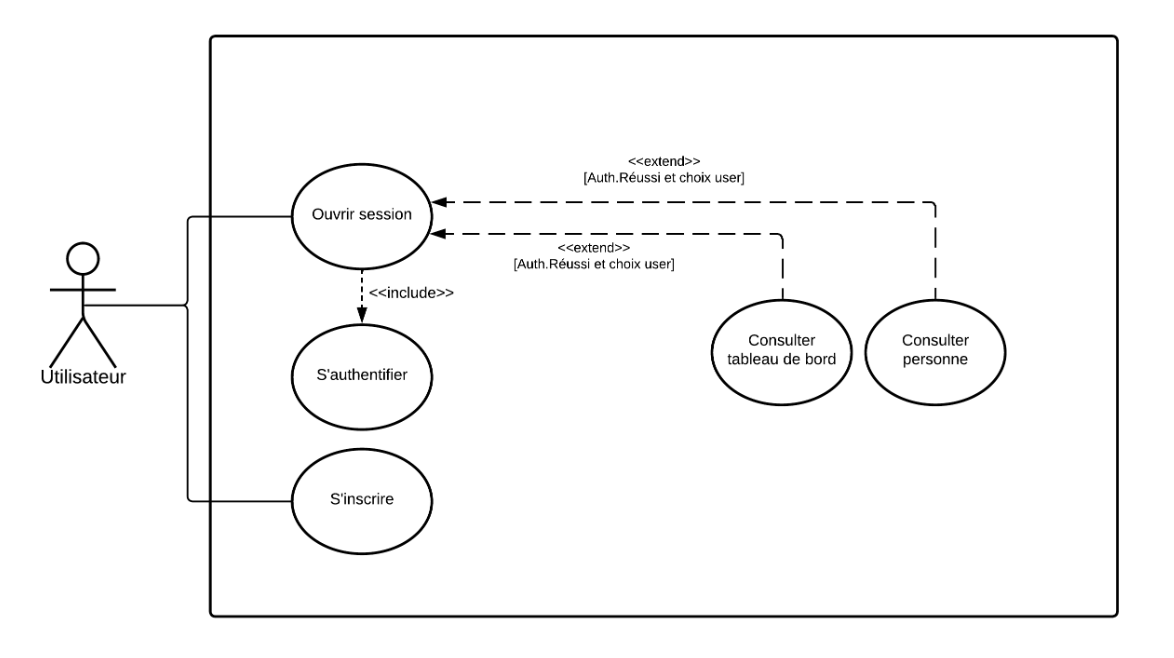 <<extend>>
[Auth.Réussi et choix user]
Ouvrir session
<<extend>>
[Auth.Réussi et choix user]
<<include>>
Consulter
tableau de bord
Consulter
personne
Utilisateur
S'authentifier
S'inscrire